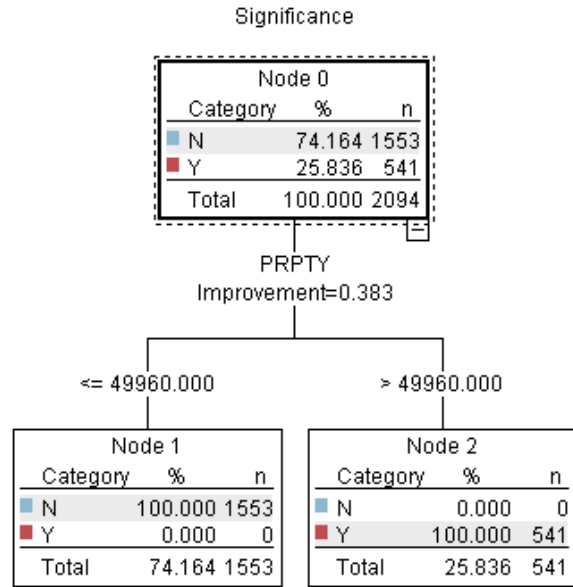 Significance
Node 0
Category % n
N 74.164 1553
Y 25.836 541
Total 100.000 2094
PRPTY
Improvement=0.383
<= 49960.000
> 49960.000
Node 1
Category % n
N 100.000 1553
Y 0.000 0
Total 74.164 1553
Node 2
Category % n
N 0.000 0
Y 100.000 541
Total 25.836 541